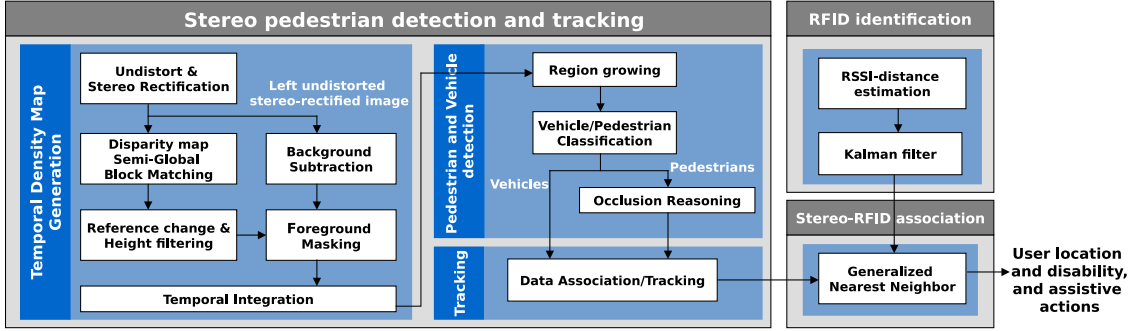 Stereo pedestrian detection and tracking
Temporal Density Map
Generation
Undistort &
Stereo Rectification
Left undistorted
stereo-rectified image
Disparity map
Semi-Global
Block Matching
Background
Subtraction
Reference change &
Height filtering
Foreground
Masking
Temporal Integration
Pedestrian and Vehicle
detection
Region growing
Vehicle/Pedestrian
Classification
Vehicles
Pedestrians
Occlusion Reasoning
Tracking
Data Association/Tracking
RFID identification
RSSI-distance
estimation
Kalman filter
Stereo-RFID association
Generalized
Nearest Neighbor
User location
and disability,
and assistive
actions